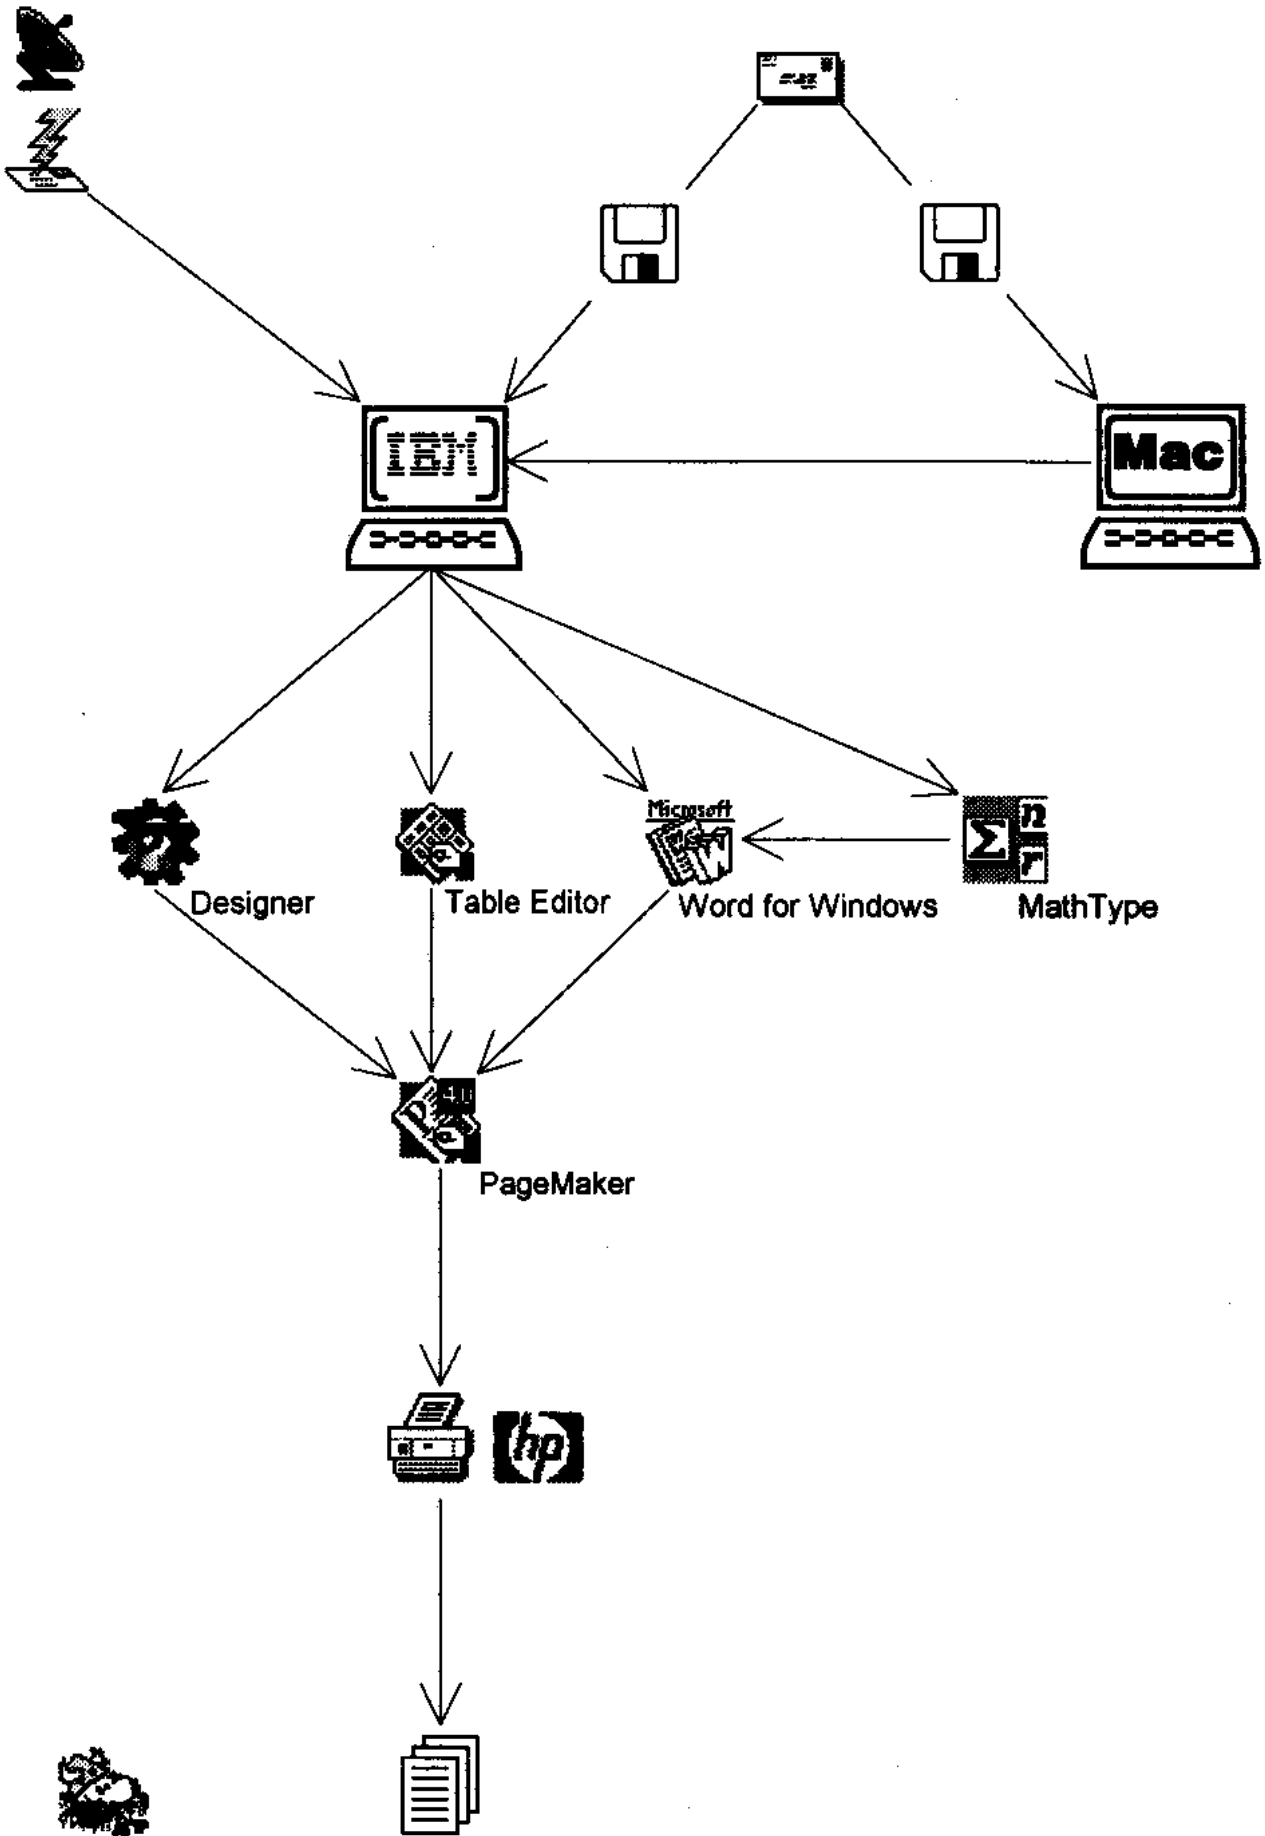 IBM
Mac
Microsoft
W
Σ
n
r
Designer
Table Editor
Word for Windows
MathType
PageMaker
hp